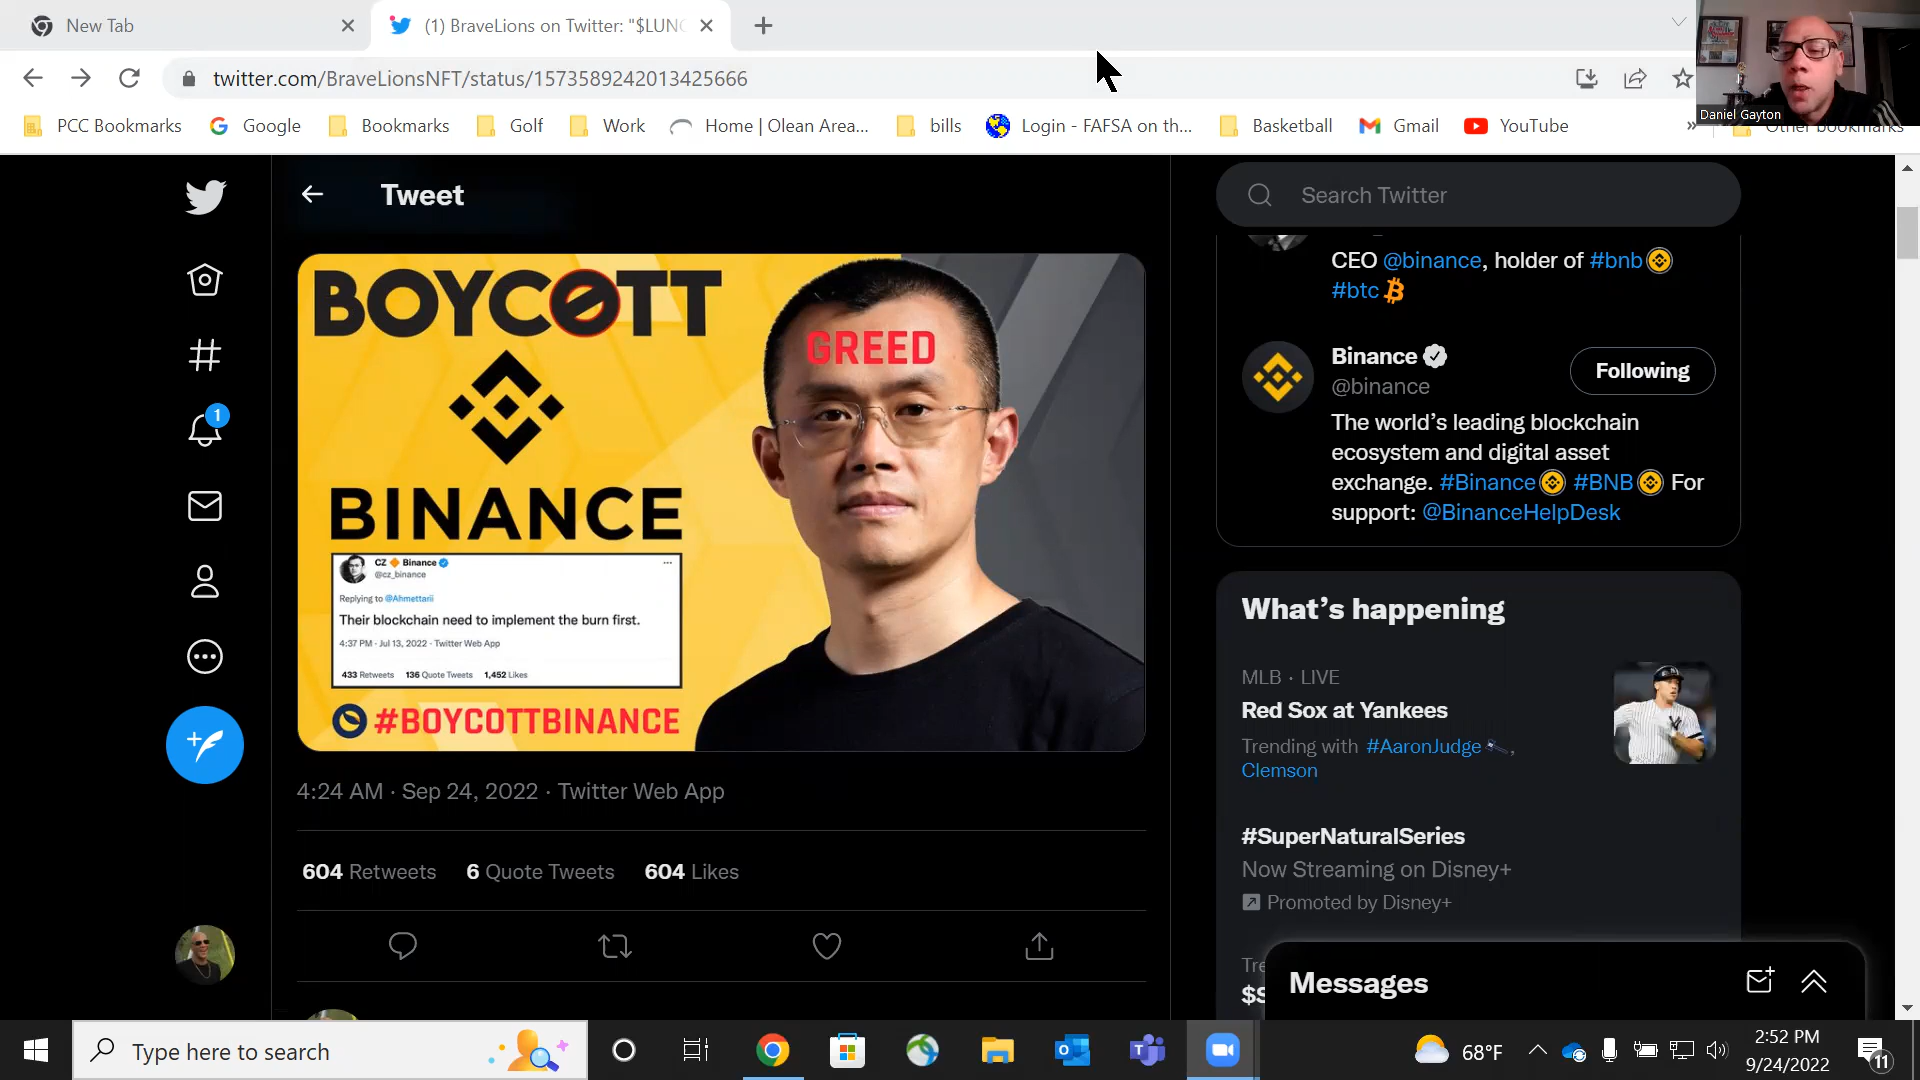 New Tab
(1) BraveLions on Twitter: "$LUNC
twitter.com/BraveLionsNFT/status/1573589242013425666
PCC Bookmarks
Google
Bookmarks
Golf
Work
Home | Olean Area...
bills
Login - FAFSA on th...
Basketball
Gmail
YouTube
»
Other bookmarks
Daniel Gayton
Tweet
BOYCOTT
GREED
BINANCE
CZ Binance
@cz_binance
Replying to @Ahmettarii
Their blockchain need to implement the burn first.
4:37 PM · Jul 13, 2022 · Twitter Web App
433 Retweets 136 Quote Tweets 1,452 Likes
#BOYCOTTBINANCE
4:24 AM · Sep 24, 2022 · Twitter Web App
604 Retweets 6 Quote Tweets 604 Likes
1
Search Twitter
CEO @binance, holder of #bnb
#btc
Binance
@binance
Following
The world's leading blockchain
ecosystem and digital asset
exchange. #Binance #BNB For
support: @BinanceHelpDesk
What's happening
MLB · LIVE
Red Sox at Yankees
Trending with #AaronJudge ,
Clemson
#SuperNaturalSeries
Now Streaming on Disney+
Promoted by Disney+
Messages
Type here to search
68°F
2:52 PM
9/24/2022
11